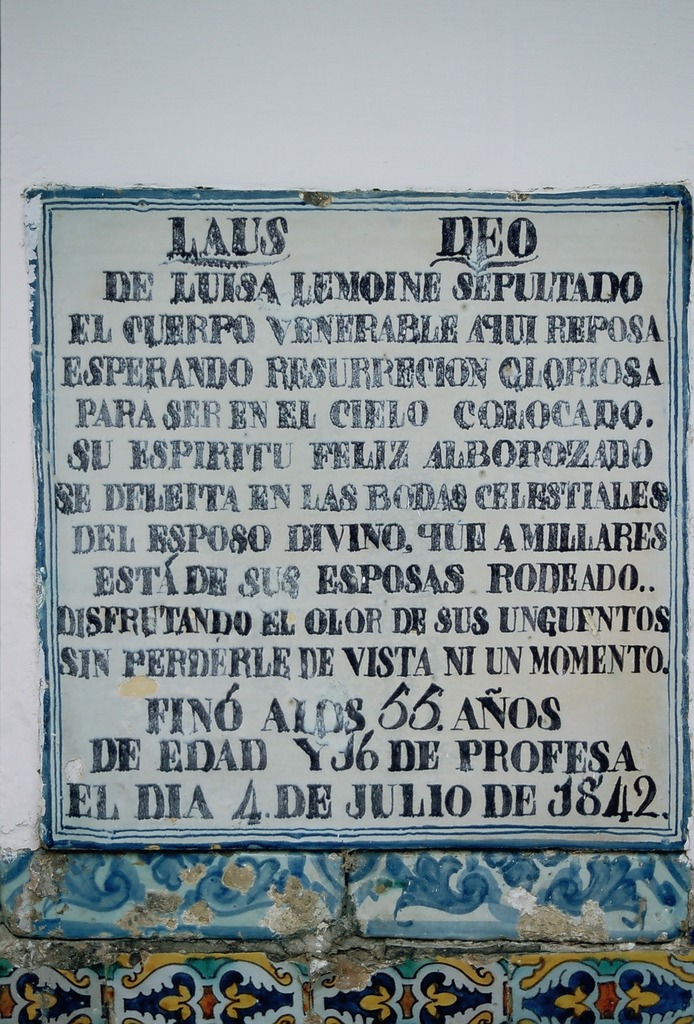 LAUS DEO
DE LUISA LEMOINE SEPULTADO
EL CUERPO VENERABLE AQUI REPOSA
ESPERANDO RESURRECION GLORIOSA
PARA SER EN EL CIELO COLOCADO.
SU ESPIRITU FELIZ ALBOROZADO
SE DELEITA EN LAS BODAS CELESTIALES
DEL ESPOSO DIVINO, QUE A MILLARES
ESTÁ DE SUS ESPOSAS RODEADO..
DISFRUTANDO EL OLOR DE SUS UNGUENTOS
SIN PERDERLE DE VISTA NI UN MOMENTO.
FINÓ A LOS 55. AÑOS
DE EDAD Y 36 DE PROFESA
EL DIA 4. DE JULIO DE 1842.